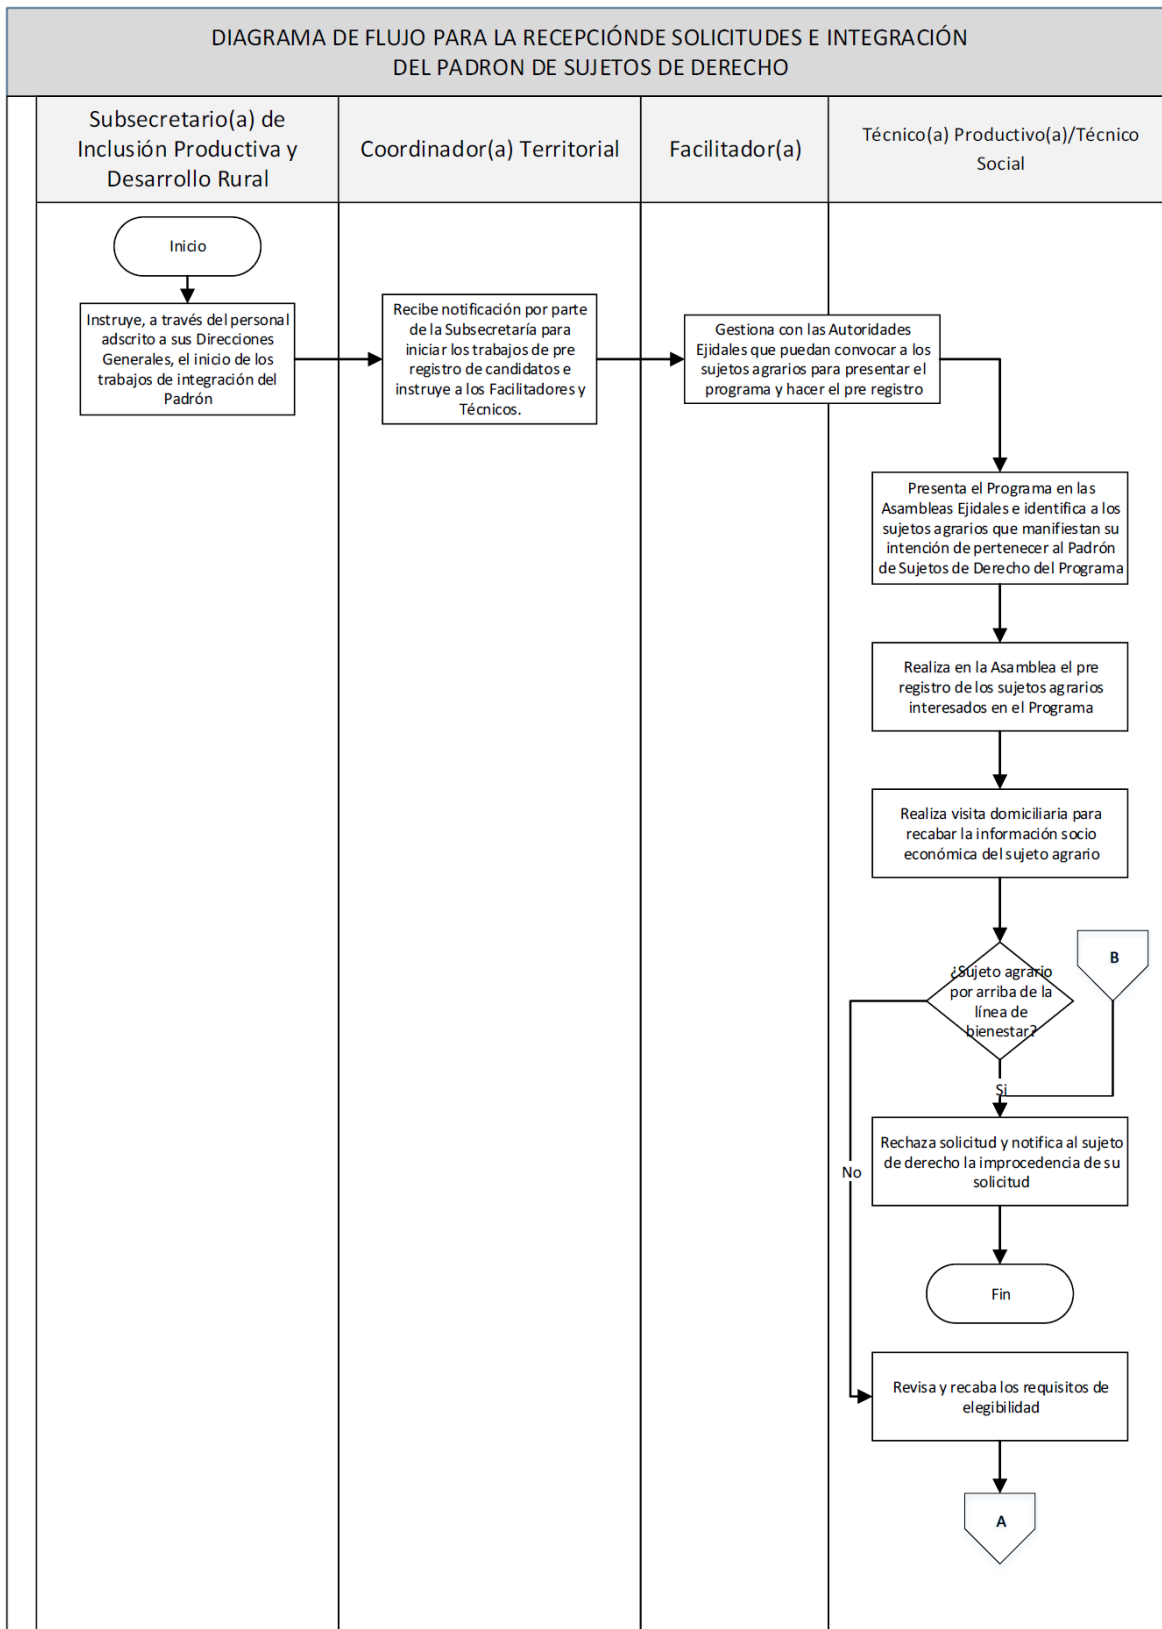 DIAGRAMA DE FLUJO PARA LA RECEPCIÓNDE SOLICITUDES E INTEGRACIÓN
DEL PADRON DE SUJETOS DE DERECHO
Subsecretario(a) de
Inclusión Productiva y
Desarrollo Rural
Coordinador(a) Territorial
Facilitador(a)
Técnico(a) Productivo(a)/Técnico
Social
Inicio
Instruye, a través del personal
adscrito a sus Direcciones
Generales, el inicio de los
trabajos de integración del
Padrón
Recibe notificación por parte
de la Subsecretaría para
iniciar los trabajos de pre
registro de candidatos e
instruye a los Facilitadores y
Técnicos.
Gestiona con las Autoridades
Ejidales que puedan convocar a los
sujetos agrarios para presentar el
programa y hacer el pre registro
Presenta el Programa en las
Asambleas Ejidales e identifica a los
sujetos agrarios que manifiestan su
intención de pertenecer al Padrón
de Sujetos de Derecho del Programa
Realiza en la Asamblea el pre
registro de los sujetos agrarios
interesados en el Programa
Realiza visita domiciliaria para
recabar la información socio
económica del sujeto agrario
¿Sujeto agrario
por arriba de la
línea de
bienestar?
B
Si
No
Rechaza solicitud y notifica al sujeto
de derecho la improcedencia de su
solicitud
Fin
Revisa y recaba los requisitos de
elegibilidad
A